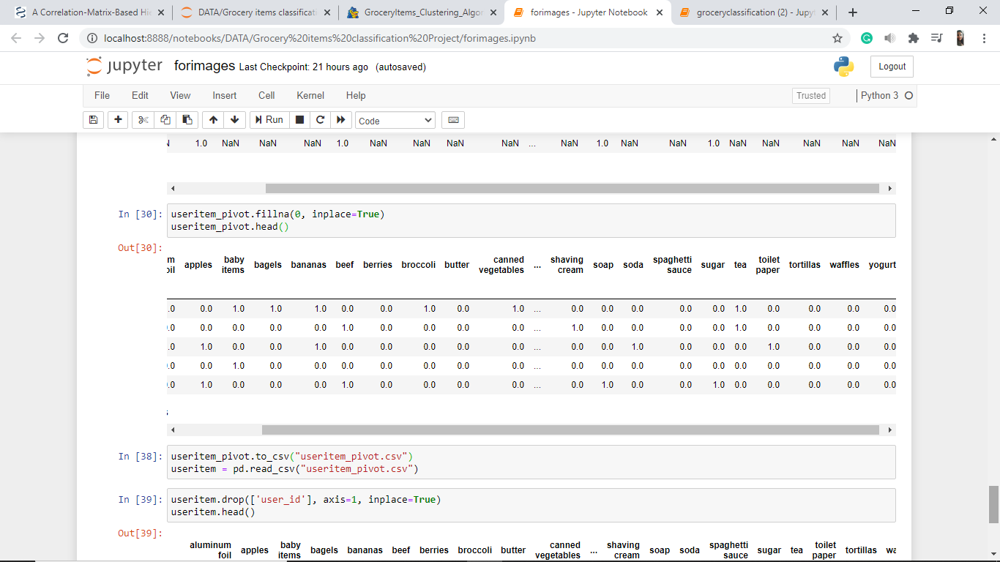 A Correlation-Matrix-Based Hie
DATA/Grocery items classificati
GroceryItems_Clustering_Algor
forimages - Jupyter Notebook
groceryclassification (2) - Jupyt
localhost:8888/notebooks/DATA/Grocery%20items%20classification%20Project/forimages.ipynb
jupyter forimages Last Checkpoint: 21 hours ago (autosaved)
Logout
File Edit View Insert Cell Kernel Help
Trusted
Python 3
Run
Code
N 1.0 NaN NaN NaN 1.0 NaN NaN NaN NaN ... NaN 1.0 NaN NaN 1.0 NaN NaN NaN NaN NaN
In [30]: useritem_pivot.fillna(0, inplace=True)
useritem_pivot.head()
Out[30]:
m baby canned shaving spaghetti toilet
oil apples items bagels bananas beef berries broccoli butter vegetables ... cream soap soda sauce sugar tea paper tortillas waffles yogurt
.0 0.0 1.0 1.0 1.0 0.0 0.0 1.0 0.0 1.0 ... 0.0 0.0 0.0 0.0 0.0 1.0 0.0 0.0 0.0 0.0
.0 0.0 0.0 0.0 0.0 1.0 0.0 0.0 0.0 0.0 ... 1.0 0.0 0.0 0.0 0.0 1.0 0.0 0.0 0.0 0.0
.0 1.0 0.0 0.0 1.0 0.0 0.0 0.0 0.0 0.0 ... 0.0 0.0 1.0 0.0 0.0 0.0 1.0 0.0 0.0 0.0
.0 0.0 1.0 0.0 0.0 0.0 0.0 0.0 0.0 0.0 ... 0.0 0.0 0.0 0.0 0.0 0.0 0.0 0.0 0.0 0.0
.0 1.0 0.0 0.0 0.0 1.0 0.0 0.0 0.0 0.0 ... 0.0 1.0 0.0 0.0 1.0 0.0 0.0 0.0 0.0 0.0
s
In [38]: useritem_pivot.to_csv("useritem_pivot.csv")
useritem = pd.read_csv("useritem_pivot.csv")
In [39]: useritem.drop(['user_id'], axis=1, inplace=True)
useritem.head()
Out[39]:
aluminum baby canned shaving spaghetti toilet
foil apples items bagels bananas beef berries broccoli butter vegetables ... cream soap soda sauce sugar tea paper tortillas wa